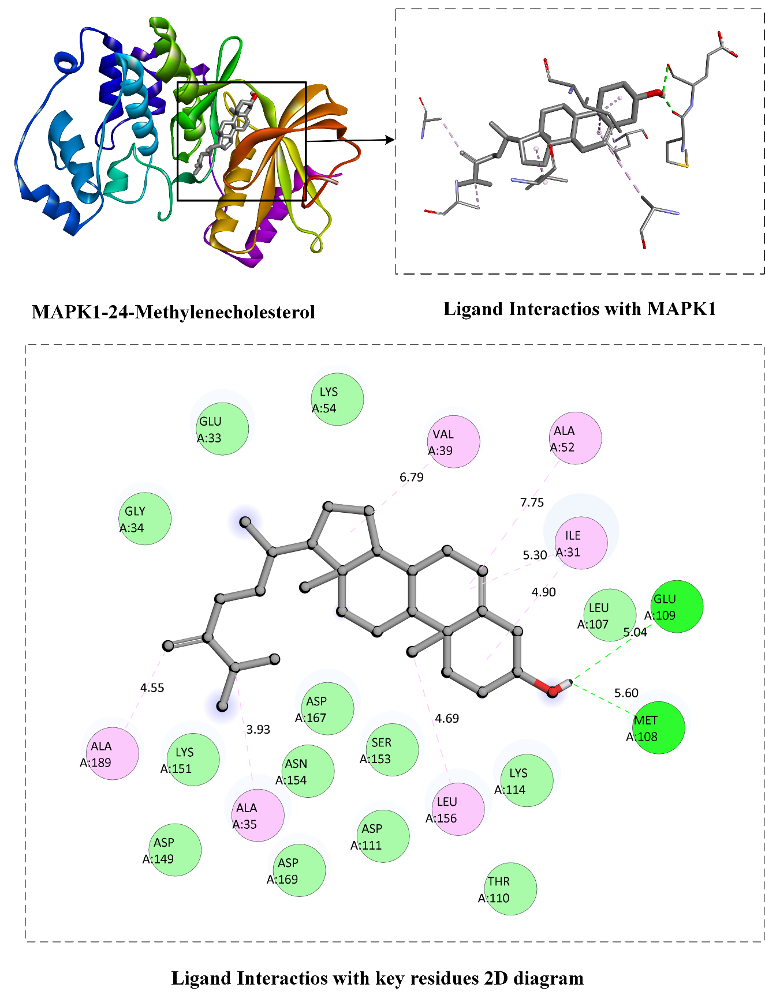 MAPK1-24-Methylenecholesterol
Ligand Interactios with MAPK1
LYS
A:54
GLU
A:33
VAL
A:39
ALA
A:52
6.79
7.75
GLY
A:34
ILE
A:31
5.30
4.90
LEU
A:107
GLU
A:109
5.04
4.55
5.60
ASP
A:167
4.69
MET
A:108
3.93
ALA
A:189
LYS
A:151
SER
A:153
ASN
A:154
LYS
A:114
ALA
A:35
LEU
A:156
ASP
A:111
ASP
A:149
ASP
A:169
THR
A:110
Ligand Interactios with key residues 2D diagram